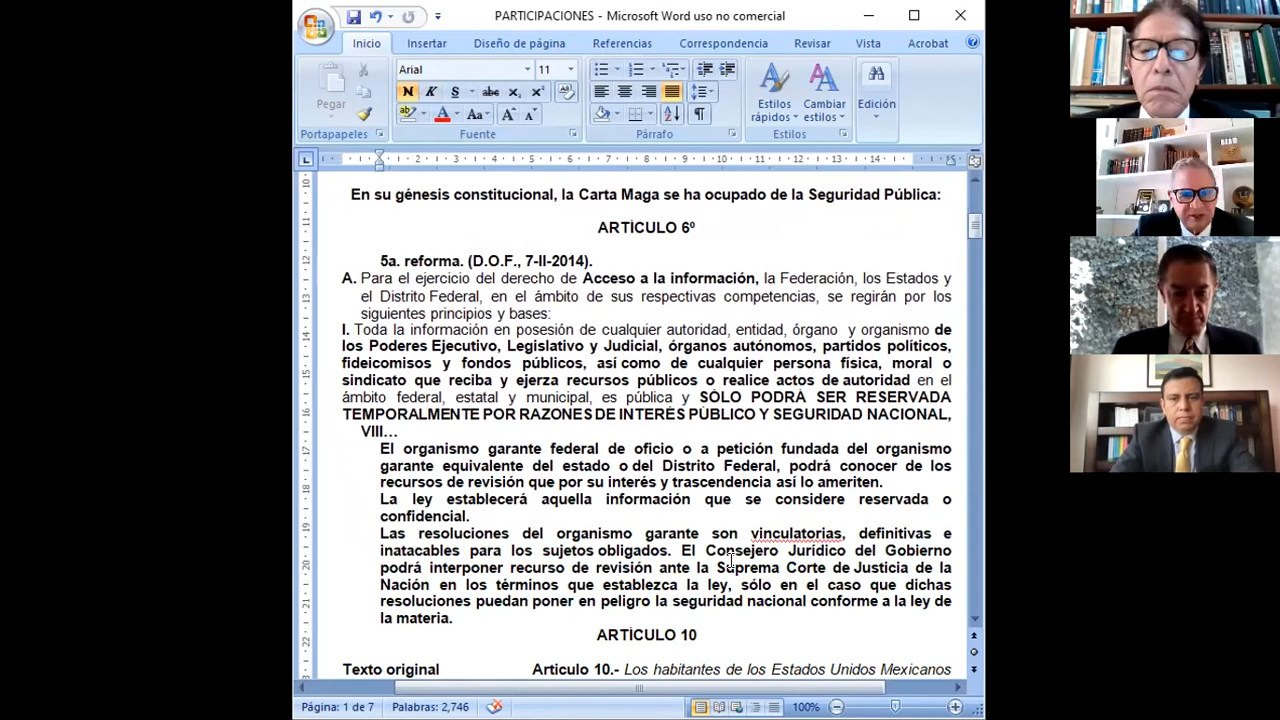 PARTICIPACIONES - Microsoft Word uso no comercial
Inicio Insertar Diseño de página Referencias Correspondencia Revisar Vista Acrobat
Arial 11
Pegar
Estilos rápidos Cambiar estilos Edición
Portapapeles Fuente Párrafo Estilos
En su génesis constitucional, la Carta Maga se ha ocupado de la Seguridad Pública:
ARTÍCULO 6º
5a. reforma. (D.O.F., 7-II-2014).
A. Para el ejercicio del derecho de Acceso a la información, la Federación, los Estados y
el Distrito Federal, en el ámbito de sus respectivas competencias, se regirán por los
siguientes principios y bases:
I. Toda la información en posesión de cualquier autoridad, entidad, órgano y organismo de
los Poderes Ejecutivo, Legislativo y Judicial, órganos autónomos, partidos políticos,
fideicomisos y fondos públicos, así como de cualquier persona física, moral o
sindicato que reciba y ejerza recursos públicos o realice actos de autoridad en el
ámbito federal, estatal y municipal, es pública y SÓLO PODRÁ SER RESERVADA
TEMPORALMENTE POR RAZONES DE INTERÉS PÚBLICO Y SEGURIDAD NACIONAL,
VIII...
El organismo garante federal de oficio o a petición fundada del organismo
garante equivalente del estado o del Distrito Federal, podrá conocer de los
recursos de revisión que por su interés y trascendencia así lo ameriten.
La ley establecerá aquella información que se considere reservada o
confidencial.
Las resoluciones del organismo garante son vinculatorias, definitivas e
inatacables para los sujetos obligados. El Consejero Jurídico del Gobierno
podrá interponer recurso de revisión ante la Suprema Corte de Justicia de la
Nación en los términos que establezca la ley, sólo en el caso que dichas
resoluciones puedan poner en peligro la seguridad nacional conforme a la ley de
la materia.
ARTÍCULO 10
Texto original Articulo 10.- Los habitantes de los Estados Unidos Mexicanos
Página: 1 de 7 Palabras: 2,746 100%